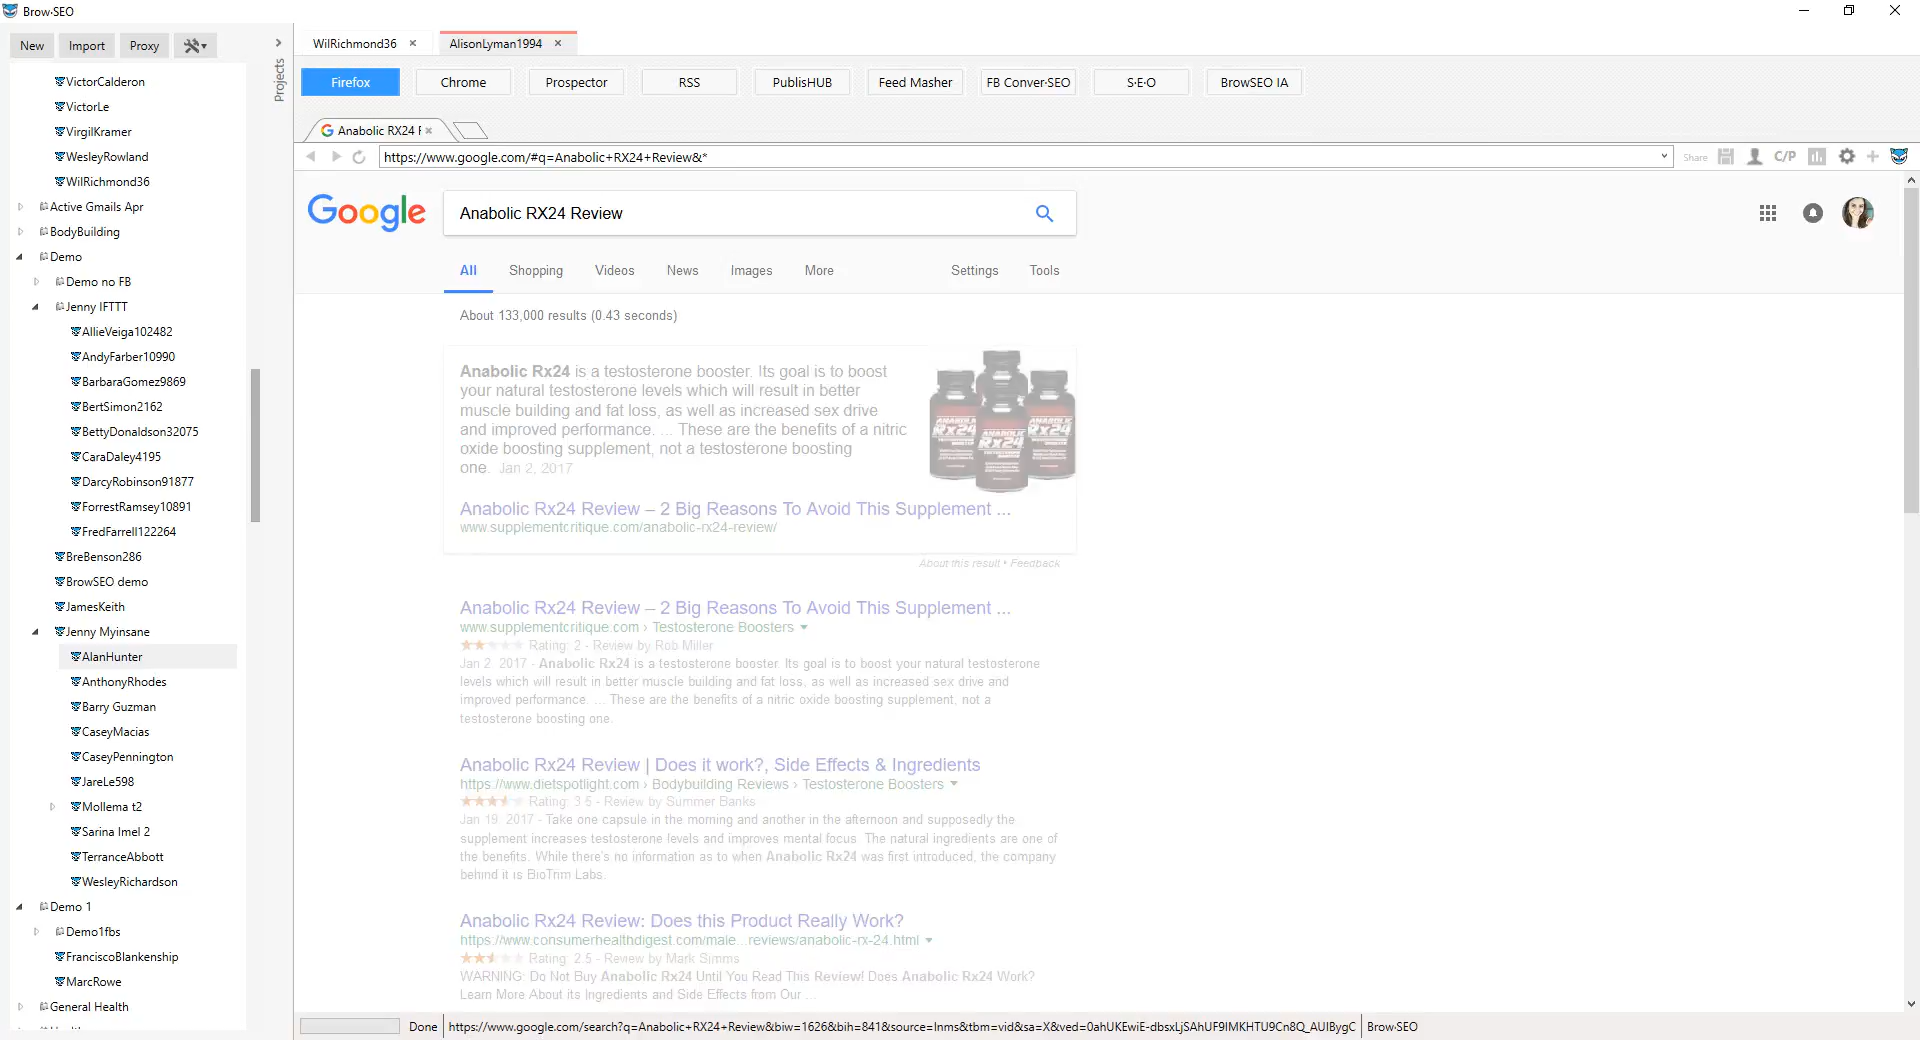 Brow·SEO
New
Import
Proxy
Projects
VictorCalderon
VictorLe
VirgilKramer
WesleyRowland
WilRichmond36
Active Gmails Apr
BodyBuilding
Demo
Demo no FB
Jenny IFTTT
AllieVeiga102482
AndyFarber10990
BarbaraGomez9869
BertSimon2162
BettyDonaldson32075
CaraDaley4195
DarcyRobinson91877
ForrestRamsey10891
FredFarrell122264
BreBenson286
BrowSEO demo
JamesKeith
Jenny Myinsane
AlanHunter
AnthonyRhodes
Barry Guzman
CaseyMacias
CaseyPennington
JareLe598
Mollema t2
Sarina Imel 2
TerranceAbbott
WesleyRichardson
Demo 1
Demo1fbs
FranciscoBlankenship
MarcRowe
General Health
WilRichmond36
AlisonLyman1994
Firefox
Chrome
Prospector
RSS
PublisHUB
Feed Masher
FB Conver·SEO
S·E·O
BrowSEO IA
Anabolic RX24 F
https://www.google.com/#q=Anabolic+RX24+Review&*
Share
C/P
Google
Anabolic RX24 Review
All
Shopping
Videos
News
Images
More
Settings
Tools
About 133,000 results (0.43 seconds)
Anabolic Rx24 is a testosterone booster. Its goal is to boost
your natural testosterone levels which will result in better
muscle building and fat loss, as well as increased sex drive
and improved performance. ... These are the benefits of a nitric
oxide boosting supplement, not a testosterone boosting
one. Jan 2, 2017
Anabolic Rx24 Review – 2 Big Reasons To Avoid This Supplement ...
www.supplementcritique.com/anabolic-rx24-review/
About this result • Feedback
Anabolic Rx24 Review – 2 Big Reasons To Avoid This Supplement ...
www.supplementcritique.com › Testosterone Boosters
Rating: 2 - Review by Rob Miller
Jan 2, 2017 - Anabolic Rx24 is a testosterone booster. Its goal is to boost your natural testosterone
levels which will result in better muscle building and fat loss, as well as increased sex drive and
improved performance. ... These are the benefits of a nitric oxide boosting supplement, not a
testosterone boosting one.
Anabolic Rx24 Review | Does it work?, Side Effects & Ingredients
https://www.dietspotlight.com › Bodybuilding Reviews › Testosterone Boosters
Rating: 3.5 - Review by Summer Banks
Jan 19, 2017 - Take one capsule in the morning and another in the afternoon and supposedly the
supplement increases testosterone levels and improves mental focus. The natural ingredients are one of
the benefits. While there's no information as to when Anabolic Rx24 was first introduced, the company
behind it is BioTrim Labs.
Anabolic Rx24 Review: Does this Product Really Work?
https://www.consumerhealthdigest.com/male...reviews/anabolic-rx-24.html
Rating: 2.5 - Review by Mark Simms
WARNING: Do Not Buy Anabolic Rx24 Until You Read This Review! Does Anabolic Rx24 Work?
Learn More About its Ingredients and Side Effects from Our ...
Done
https://www.google.com/search?q=Anabolic+RX24+Review&biw=1626&bih=841&source=lnms&tbm=vid&sa=X&ved=0ahUKEwiE-dbsxLjSAhUF9IMKHTU9Cn8Q_AUIBygC
Brow·SEO